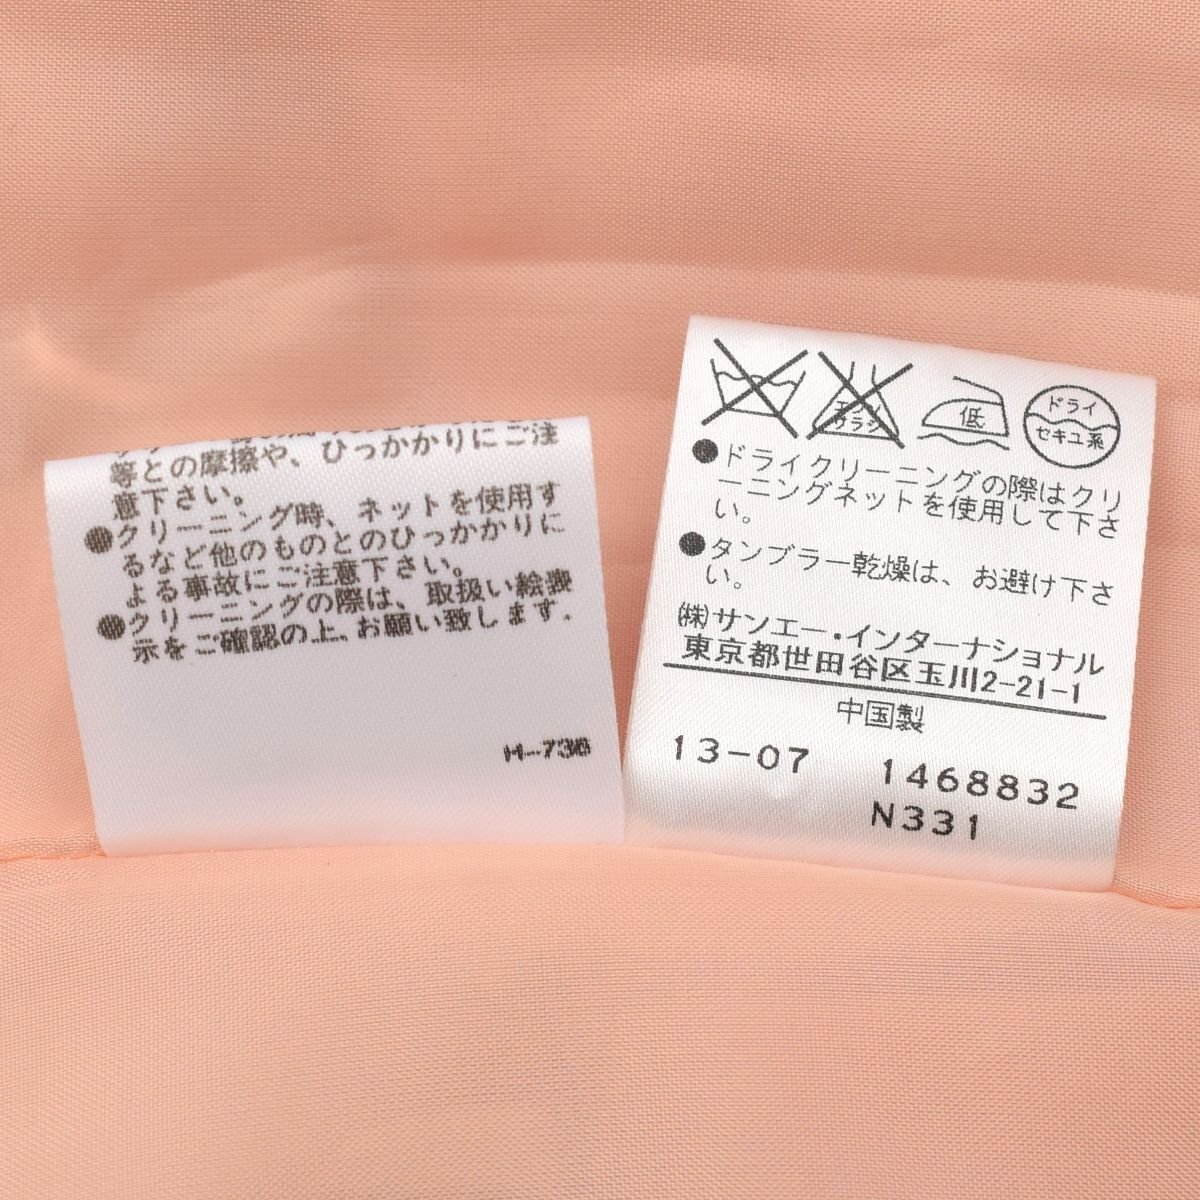 等との摩擦や、ひっかかりにご注
意下さい。
●クリーニング時、ネットを使用す
るなど他のものとのひっかかりに
よる事故にご注意下さい。
●クリーニングの際は、取扱い絵表
示をご確認の上、お願い致します.
H-736
エンソ
サラシ
低
ドライ
セキユ系
●ドライクリーニングの際はクリ
ーニングネットを使用して下さ
い。
●タンブラー乾燥は、お避け下さ
い。
㈱サンエー・インターナショナル
東京都世田谷区玉川2-21-1
中国製
13-07 1468832
N331